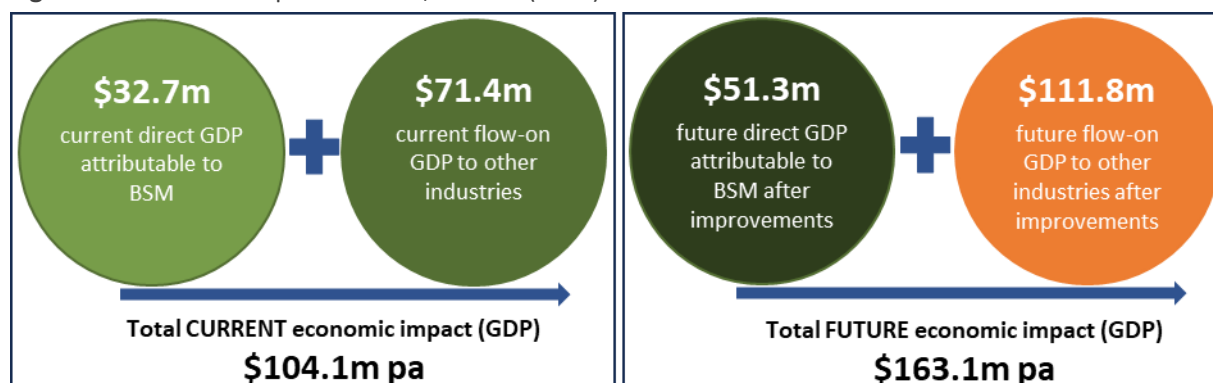 $32.7m
current direct GDP
attributable to
BSM
$71.4m
current flow-on
GDP to other
industries
Total CURRENT economic impact (GDP)
$104.1m pa
$51.3m
future direct GDP
attributable to
BSM after
improvements
$111.8m
future flow-on
GDP to other
industries after
improvements
Total FUTURE economic impact (GDP)
$163.1m pa